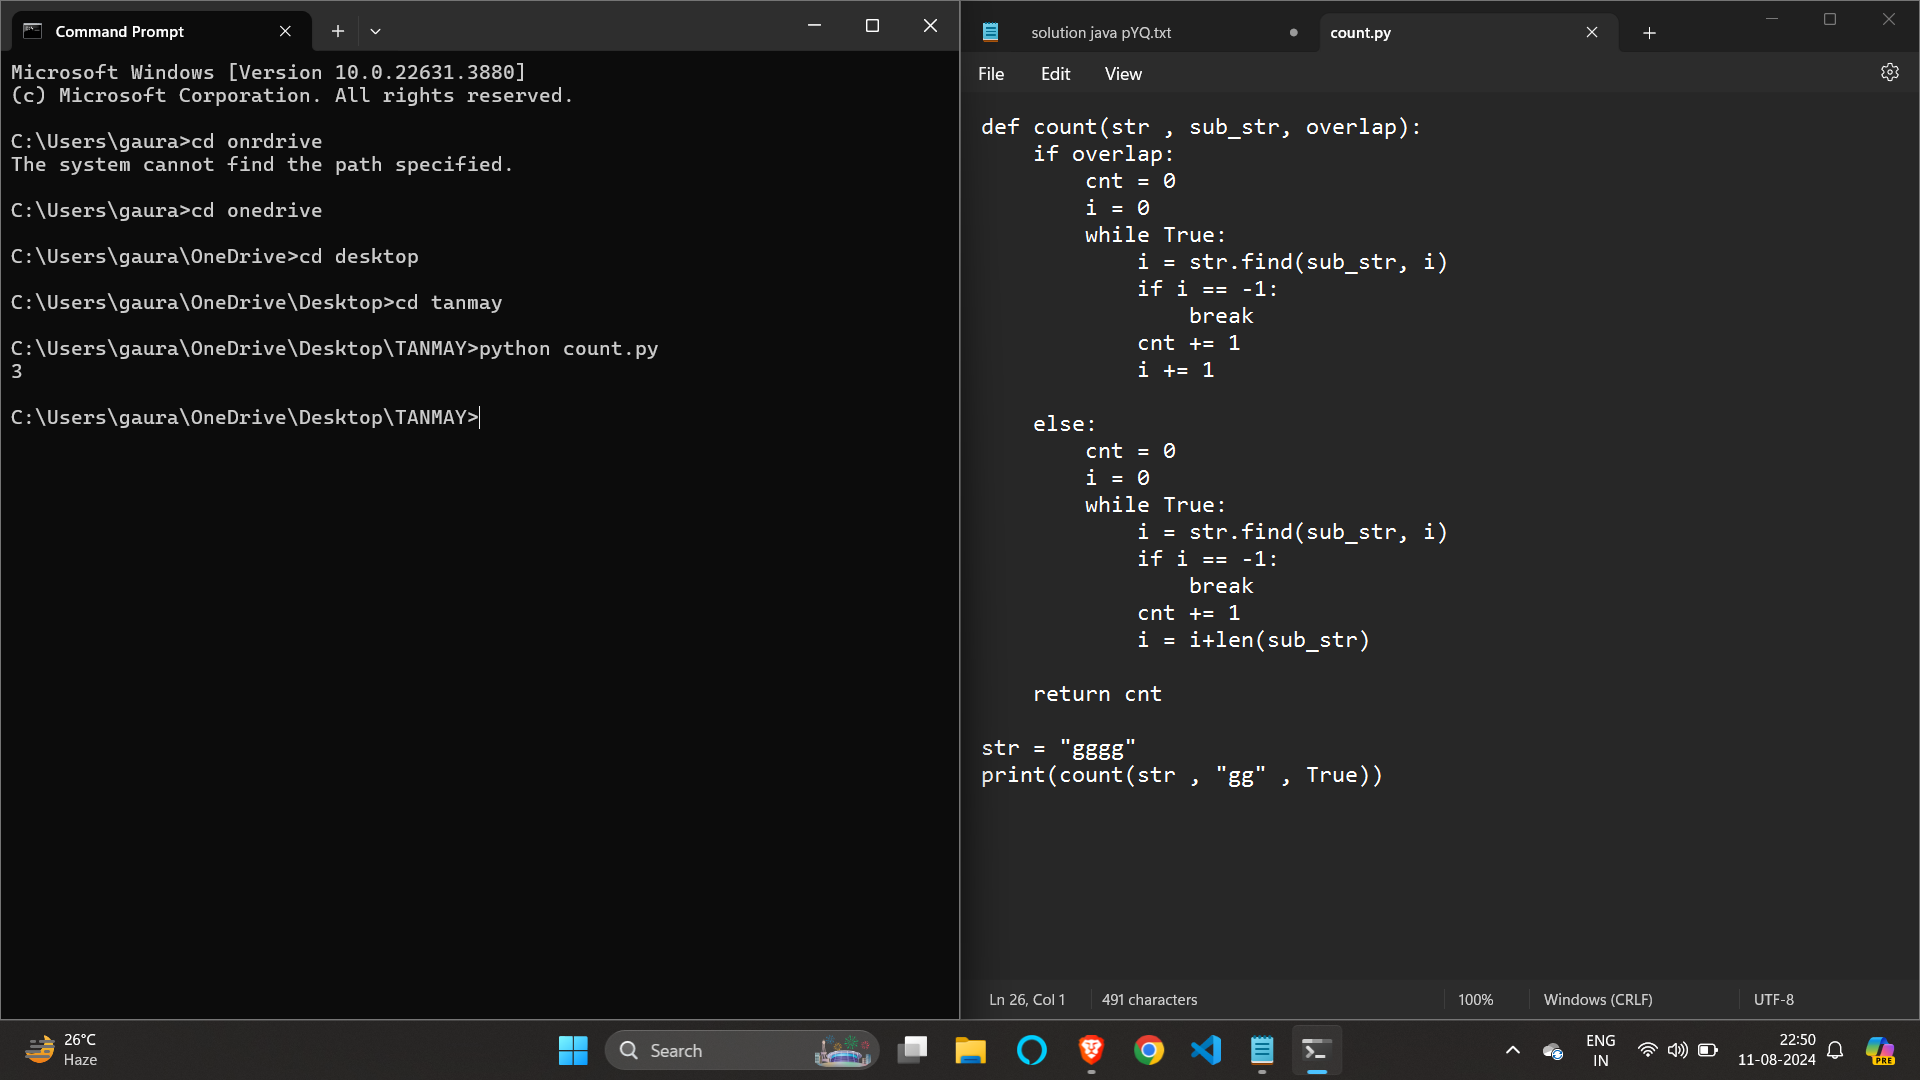 Command Prompt
Microsoft Windows [Version 10.0.22631.3880]
(c) Microsoft Corporation. All rights reserved.
C:\Users\gaura>cd onrdrive
The system cannot find the path specified.
C:\Users\gaura>cd onedrive
C:\Users\gaura\OneDrive>cd desktop
C:\Users\gaura\OneDrive\Desktop>cd tanmay
C:\Users\gaura\OneDrive\Desktop\TANMAY>python count.py
3
C:\Users\gaura\OneDrive\Desktop\TANMAY>
solution java pYQ.txt
count.py
File Edit View
def count(str , sub_str, overlap):
    if overlap:
        cnt = 0
        i = 0
        while True:
            i = str.find(sub_str, i)
            if i == -1:
                break
            cnt += 1
            i += 1
    else:
        cnt = 0
        i = 0
        while True:
            i = str.find(sub_str, i)
            if i == -1:
                break
            cnt += 1
            i = i+len(sub_str)
    return cnt
str = "gggg"
print(count(str , "gg" , True))
Ln 26, Col 1 491 characters 100% Windows (CRLF) UTF-8
26°C
Haze
Search
ENG
IN
22:50
11-08-2024
PRE